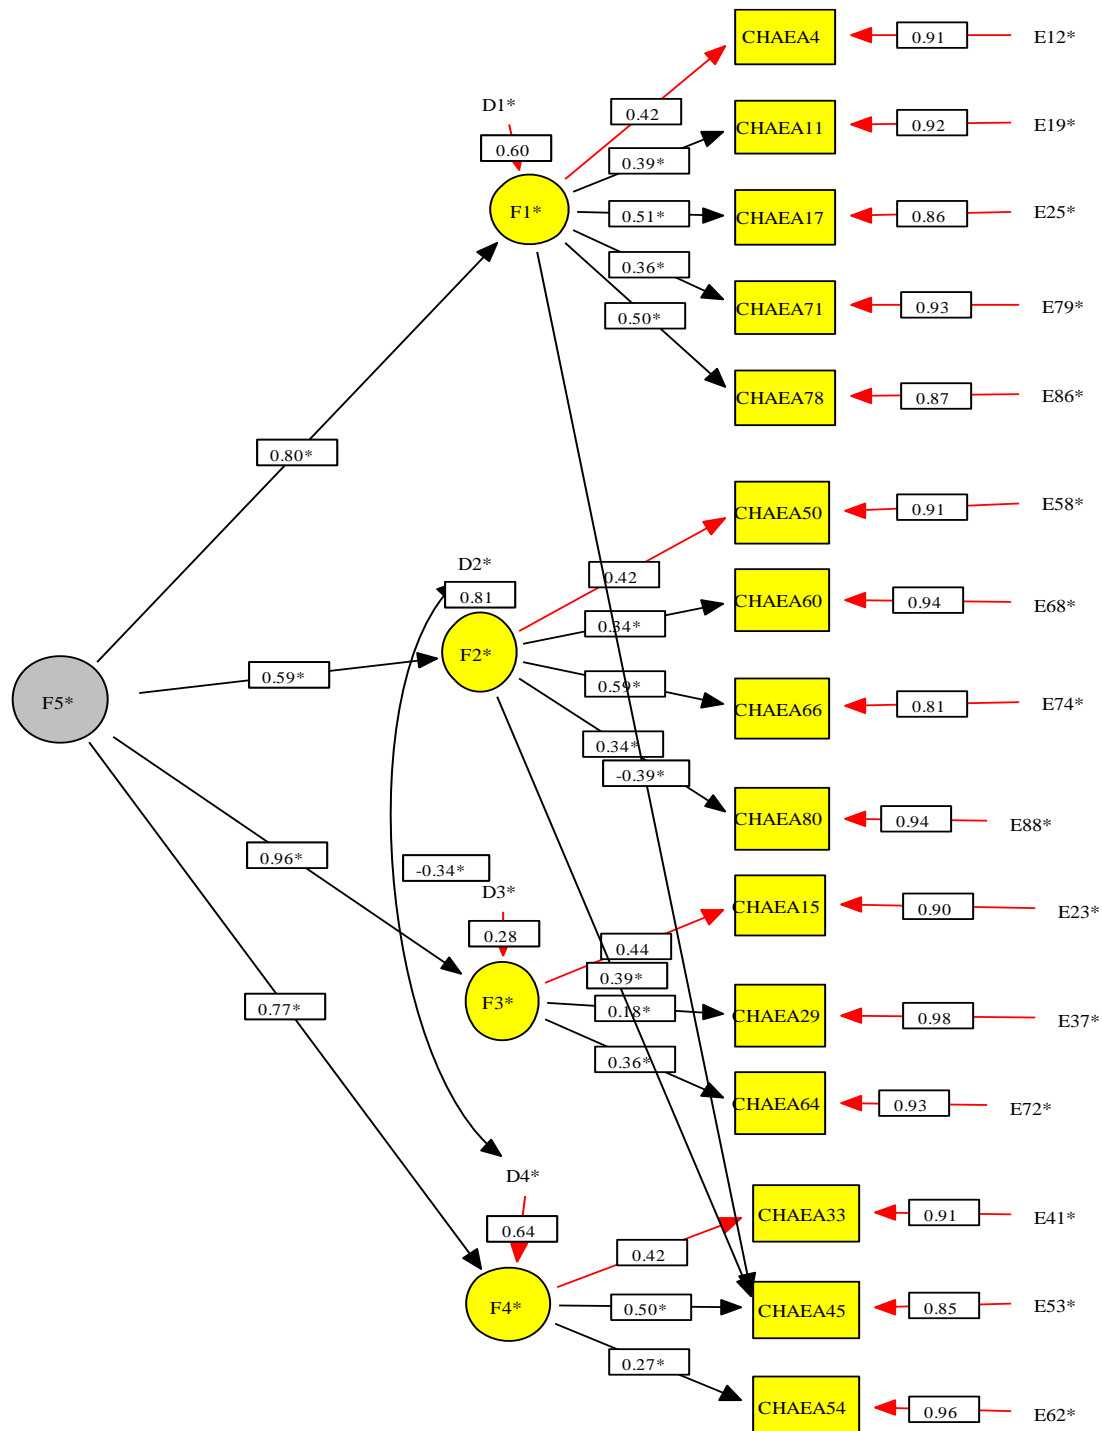 CHAEA4
0.91
E12*
D1*
0.42
0.60
CHAEA11
0.92
E19*
0.39*
F1*
0.51*
CHAEA17
0.86
E25*
0.36*
CHAEA71
0.93
E79*
0.50*
CHAEA78
0.87
E86*
0.80*
CHAEA50
0.91
E58*
D2*
0.42
0.81
CHAEA60
0.94
E68*
0.34*
F2*
0.59*
0.59*
F5*
CHAEA66
0.81
E74*
0.34*
-0.39*
CHAEA80
0.94
E88*
0.96*
-0.34*
D3*
CHAEA15
0.90
E23*
0.28
0.44
0.39*
F3*
0.77*
0.18*
CHAEA29
0.98
E37*
0.36*
CHAEA64
0.93
E72*
D4*
CHAEA33
0.91
E41*
0.64
0.42
F4*
0.50*
CHAEA45
0.85
E53*
0.27*
CHAEA54
0.96
E62*